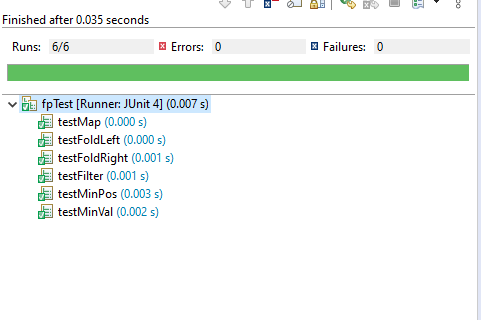 Finished after 0.035 seconds
Runs: 6/6 Errors: 0 Failures: 0
fpTest [Runner: JUnit 4] (0.007 s)
testMap (0.000 s)
testFoldLeft (0.000 s)
testFoldRight (0.001 s)
testFilter (0.001 s)
testMinPos (0.003 s)
testMinVal (0.002 s)